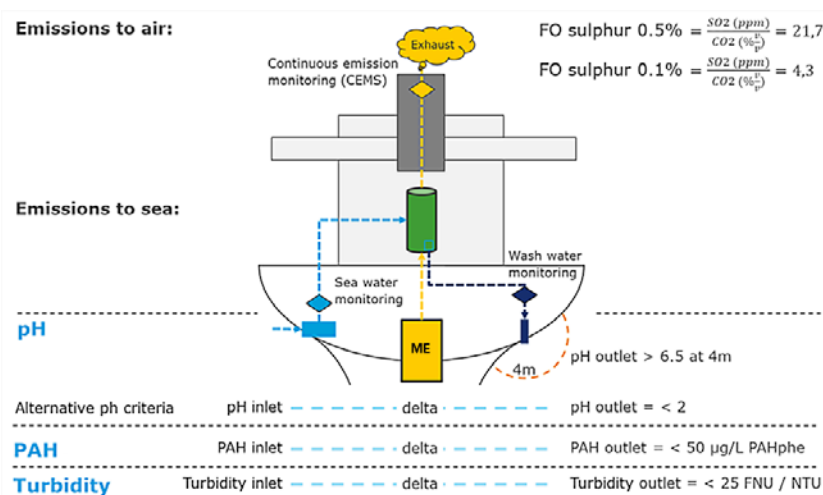 Emissions to air:
Exhaust
Continuous emission
monitoring (CEMS)
FO sulphur 0.5% = SO2 (ppm) / CO2 (% v/v) = 21,7
FO sulphur 0.1% = SO2 (ppm) / CO2 (% v/v) = 4,3
Emissions to sea:
Sea water
monitoring
Wash water
monitoring
pH
ME
4m
pH outlet > 6.5 at 4m
Alternative ph criteria pH inlet delta pH outlet = < 2
PAH PAH inlet delta PAH outlet = < 50 µg/L PAHphe
Turbidity Turbidity inlet delta Turbidity outlet = < 25 FNU / NTU